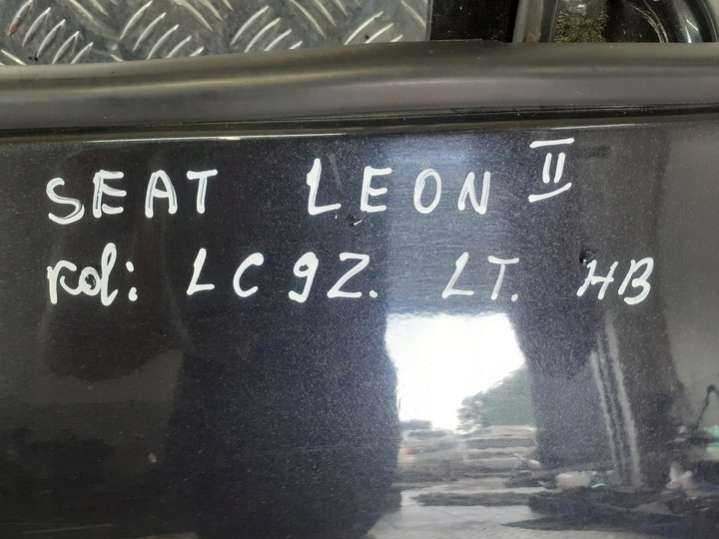 SEAT LEON II
kol: LC9Z. LT. HB